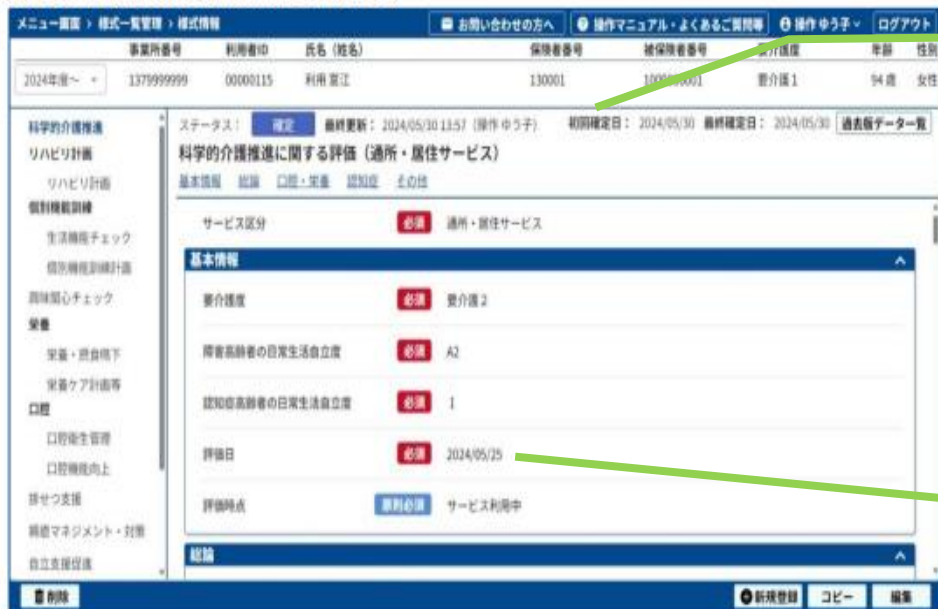 メニュー画面 › 様式一覧管理 › 様式情報 お問い合わせの方へ 操作マニュアル・よくあるご質問等 操作 ゆう子 ログアウト
事業所番号 利用者ID 氏名（姓名） 保険者番号 被保険者番号 要介護度 年齢 性別
2024年度～ 1379999999 00000115 利用 富江 130001 要介護1 94 歳 女性
ステータス： 確定 最終更新： 2024/05/30 13:57（操作 ゆう子） 初回確定日： 2024/05/30 最終確定日： 2024/05/30 過去版データ一覧
科学的介護推進に関する評価（通所・居住サービス）
基本情報 総論 口腔・栄養 認知症 その他
科学的介護推進
リハビリ計画
リハビリ計画
個別機能訓練
生活機能チェック
個別機能訓練計画
興味関心チェック
栄養
栄養・摂食嚥下
栄養ケア計画等
口腔
口腔衛生管理
口腔機能向上
排せつ支援
褥瘡マネジメント・対策
自立支援促進
サービス区分 必須 通所・居住サービス
基本情報
要介護度 必須 要介護2
障害高齢者の日常生活自立度 必須 A2
認知症高齢者の日常生活自立度 必須 I
評価日 必須 2024/05/25
評価時点 原則必須 サービス利用中
総論
削除 新規登録 コピー 編集